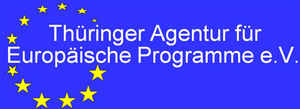 Thüringer Agentur für
Europäische Programme e.V.